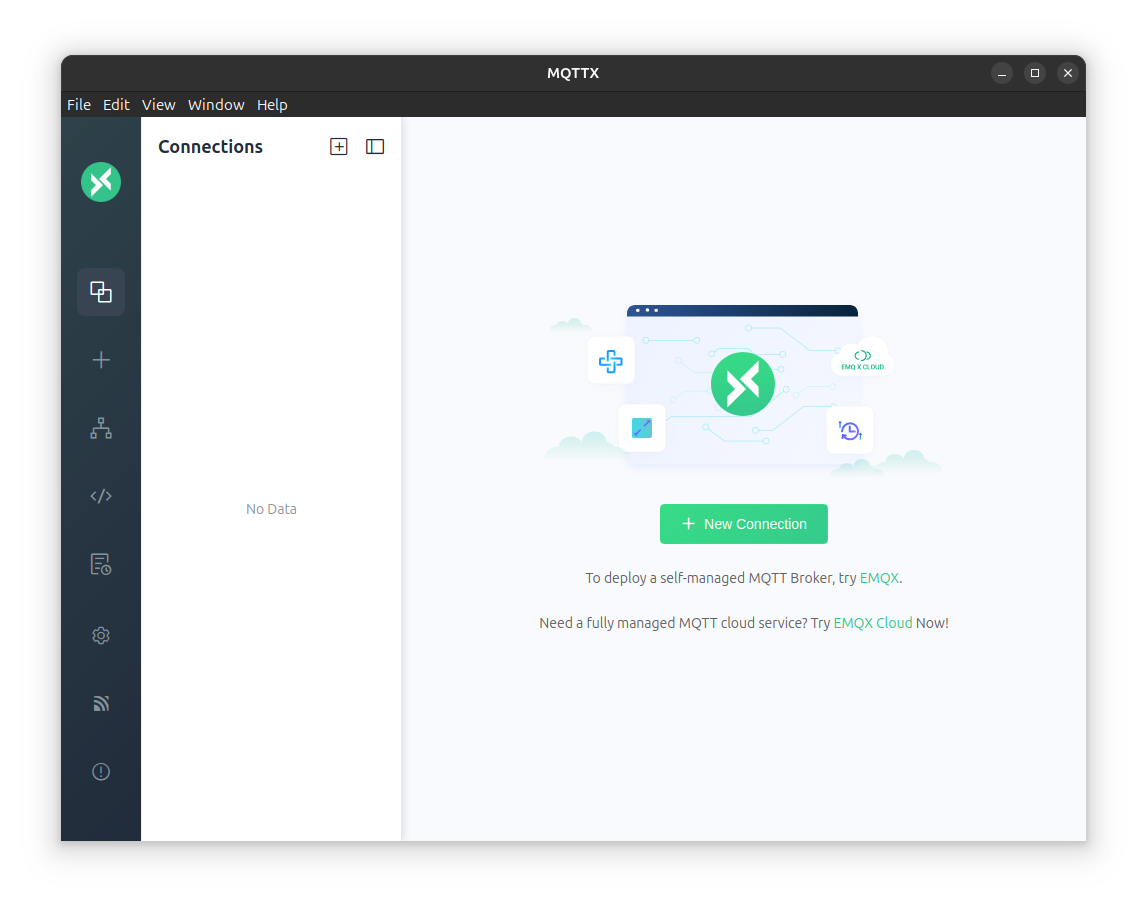 MQTTX
File Edit View Window Help
Connections
No Data
EMQ X CLOUD
New Connection
To deploy a self-managed MQTT Broker, try EMQX.
Need a fully managed MQTT cloud service? Try EMQX Cloud Now!